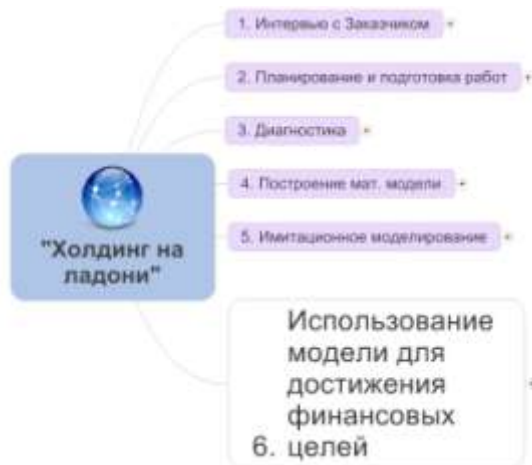 1. Интервью с Заказчиком
2. Планирование и подготовка работ
3. Диагностика
4. Построение мат. модели
5. Имитационное моделирование
"Холдинг на
ладони"
Использование
модели для
достижения
финансовых
6. целей